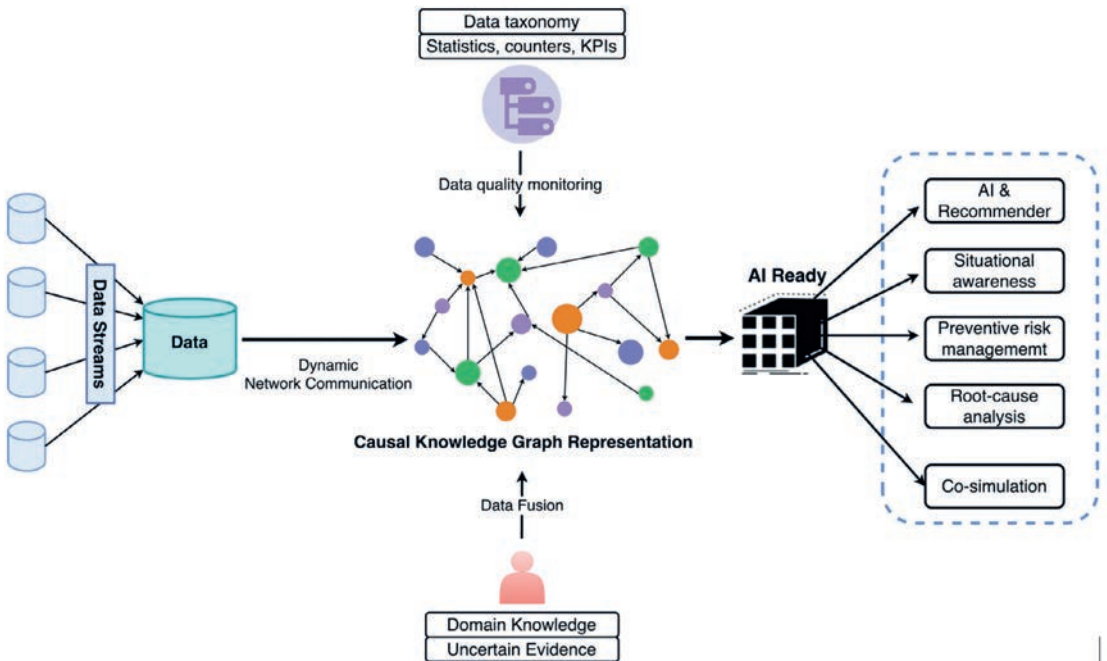 Data taxonomy
Statistics, counters, KPIs
Data quality monitoring
Data Streams
Data
Dynamic
Network Communication
Causal Knowledge Graph Representation
Data Fusion
Domain Knowledge
Uncertain Evidence
AI Ready
AI &
Recommender
Situational
awareness
Preventive risk
managememt
Root-cause
analysis
Co-simulation